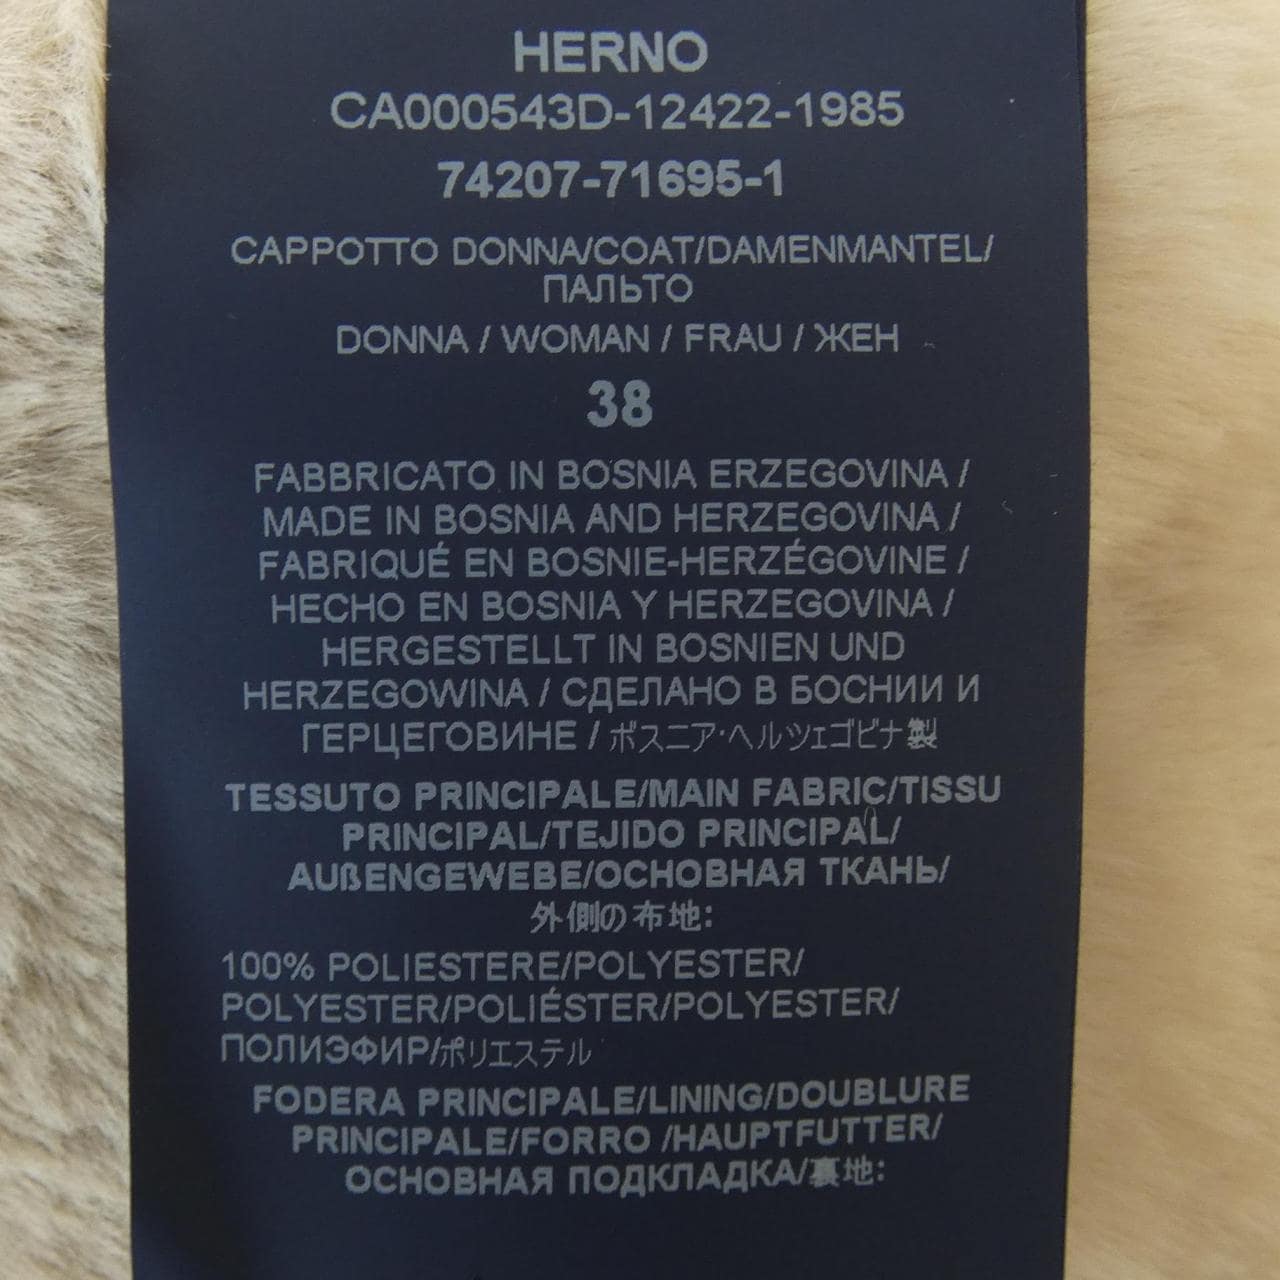 HERNO
CA000543D-12422-1985
74207-71695-1
CAPPOTTO DONNA/COAT/DAMENMANTEL/
ПАЛЬТО
DONNA / WOMAN / FRAU / ЖЕН
38
FABBRICATO IN BOSNIA ERZEGOVINA /
MADE IN BOSNIA AND HERZEGOVINA /
FABRIQUÉ EN BOSNIE-HERZÉGOVINE /
HECHO EN BOSNIA Y HERZEGOVINA /
HERGESTELLT IN BOSNIEN UND
HERZEGOWINA / СДЕЛАНО В БОСНИИ И
ГЕРЦЕГОВИНЕ / ボスニア·ヘルツェゴビナ製
TESSUTO PRINCIPALE/MAIN FABRIC/TISSU
PRINCIPAL/TEJIDO PRINCIPAL/
AUßENGEWEBE/ОСНОВНАЯ ТКАНЬ/
外側の布地:
100% POLIESTERE/POLYESTER/
POLYESTER/POLIÉSTER/POLYESTER/
ПОЛИЭФИР/ポリエステル
FODERA PRINCIPALE/LINING/DOUBLURE
PRINCIPALE/FORRO /HAUPTFUTTER/
ОСНОВНАЯ ПОДКЛАДКА/裏地: